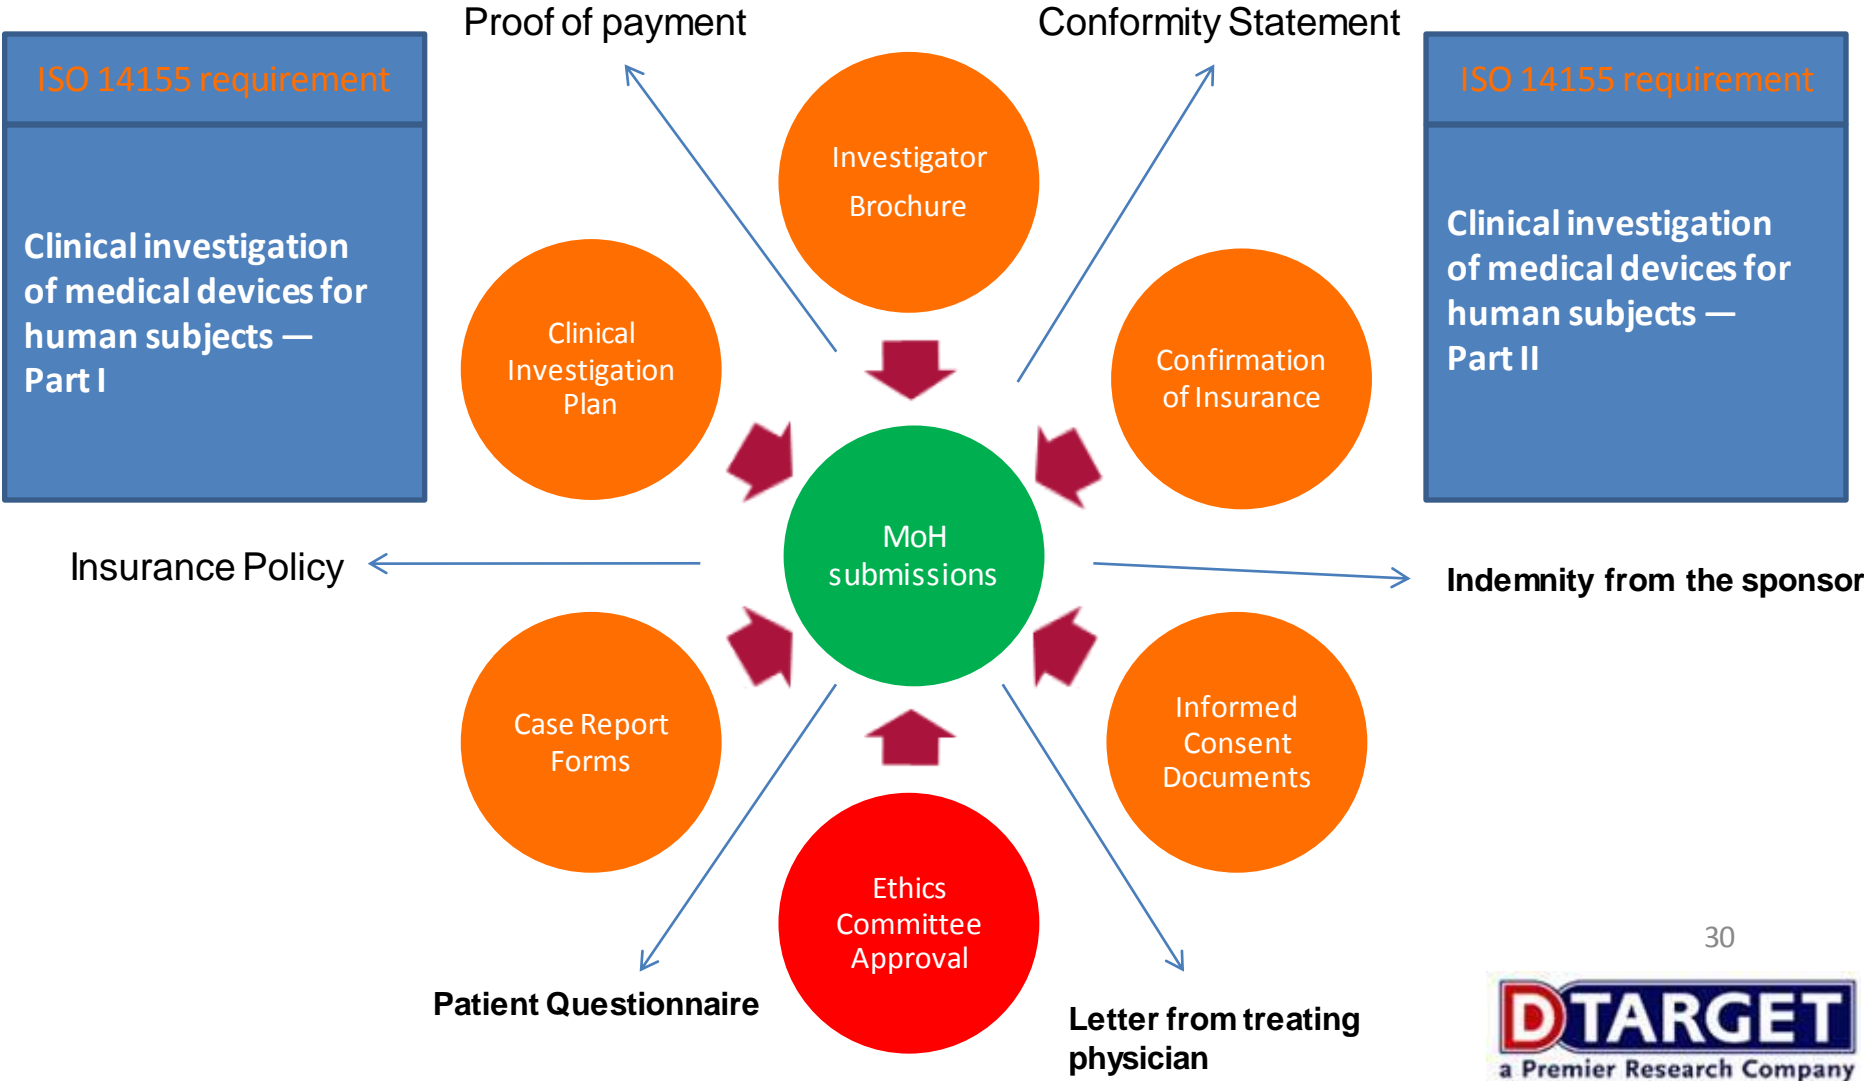 Proof of payment
Conformity Statement
ISO 14155 requirement
Clinical investigation
of medical devices for
human subjects —
Part I
ISO 14155 requirement
Clinical investigation
of medical devices for
human subjects —
Part II
Investigator
Brochure
Clinical
Investigation
Plan
Confirmation
of Insurance
MoH
submissions
Insurance Policy
Indemnity from the sponsor
Case Report
Forms
Informed
Consent
Documents
Ethics
Committee
Approval
Patient Questionnaire
Letter from treating
physician
30
DTARGET
a Premier Research Company